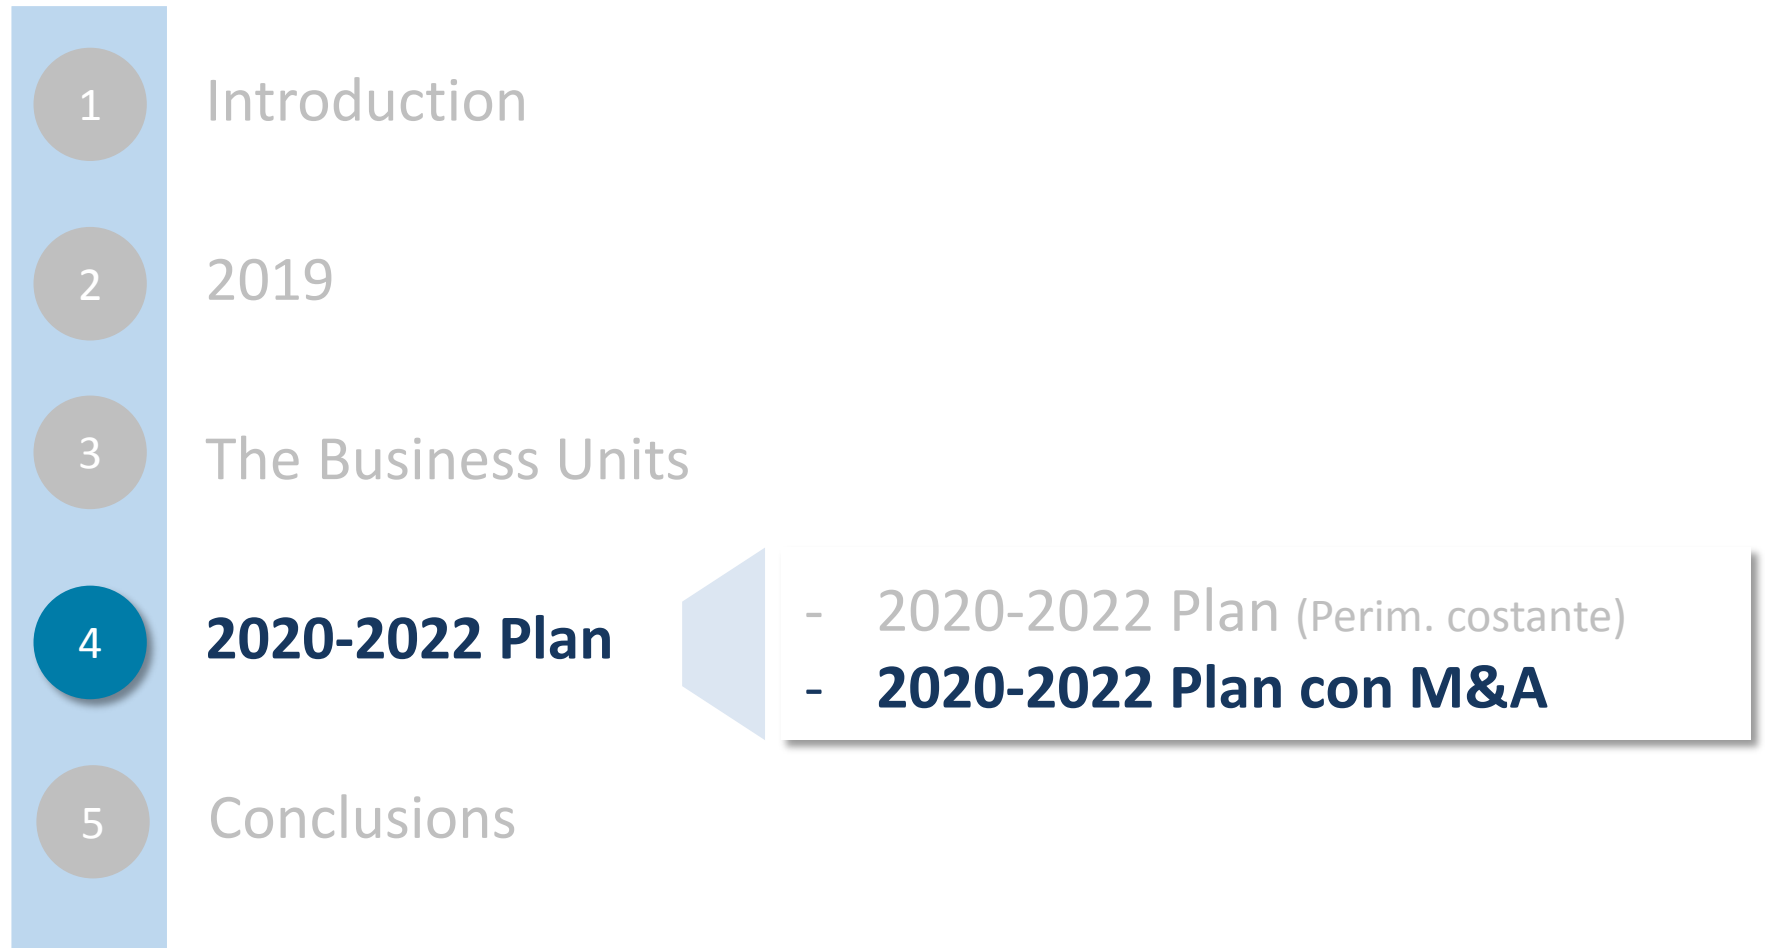 1 Introduction
2 2019
3 The Business Units
4 2020-2022 Plan
- 2020-2022 Plan (Perim. costante)
- 2020-2022 Plan con M&A
5 Conclusions